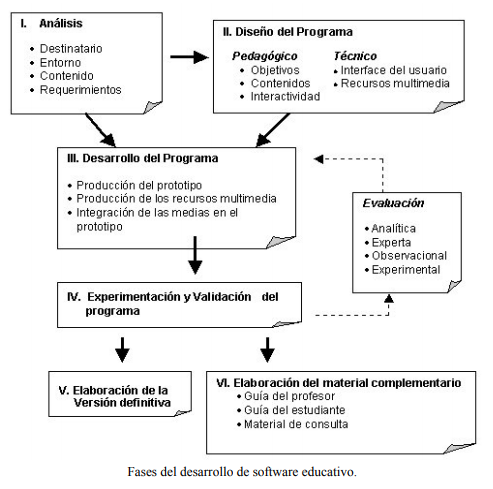 I. Análisis
• Destinatario
• Entorno
• Contenido
• Requerimientos
II. Diseño del Programa
Pedagógico
• Objetivos
• Contenidos
• Interactividad
Técnico
• Interface del usuario
• Recursos multimedia
III. Desarrollo del Programa
• Producción del prototipo
• Producción de los recursos multimedia
• Integración de las medias en el
prototipo
Evaluación
• Analítica
• Experta
• Observacional
• Experimental
IV. Experimentación y Validación del
programa
V. Elaboración de la
Versión definitiva
VI. Elaboración del material complementario
• Guía del profesor
• Guía del estudiante
• Material de consulta
Fases del desarrollo de software educativo.